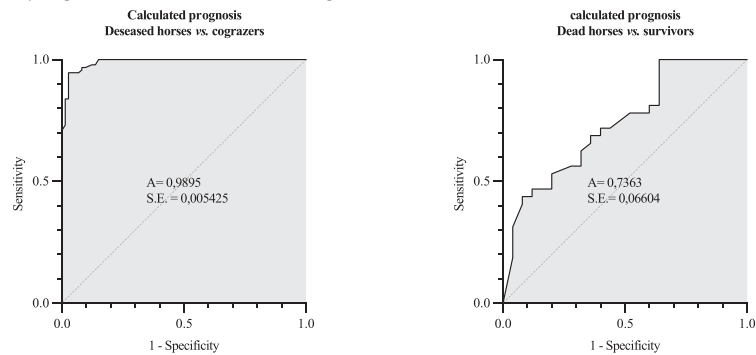 Calculated prognosis
Deseased horses vs. cograzers
1.0
0.5
0.0
Sensitivity
A= 0,9895
S.E. = 0,005425
0.0
0.5
1.0
1 - Specificity
calculated prognosis
Dead horses vs. survivors
1.0
0.5
0.0
Sensitivity
A= 0,7363
S.E. = 0,06604
0.0
0.5
1.0
1 - Specificity